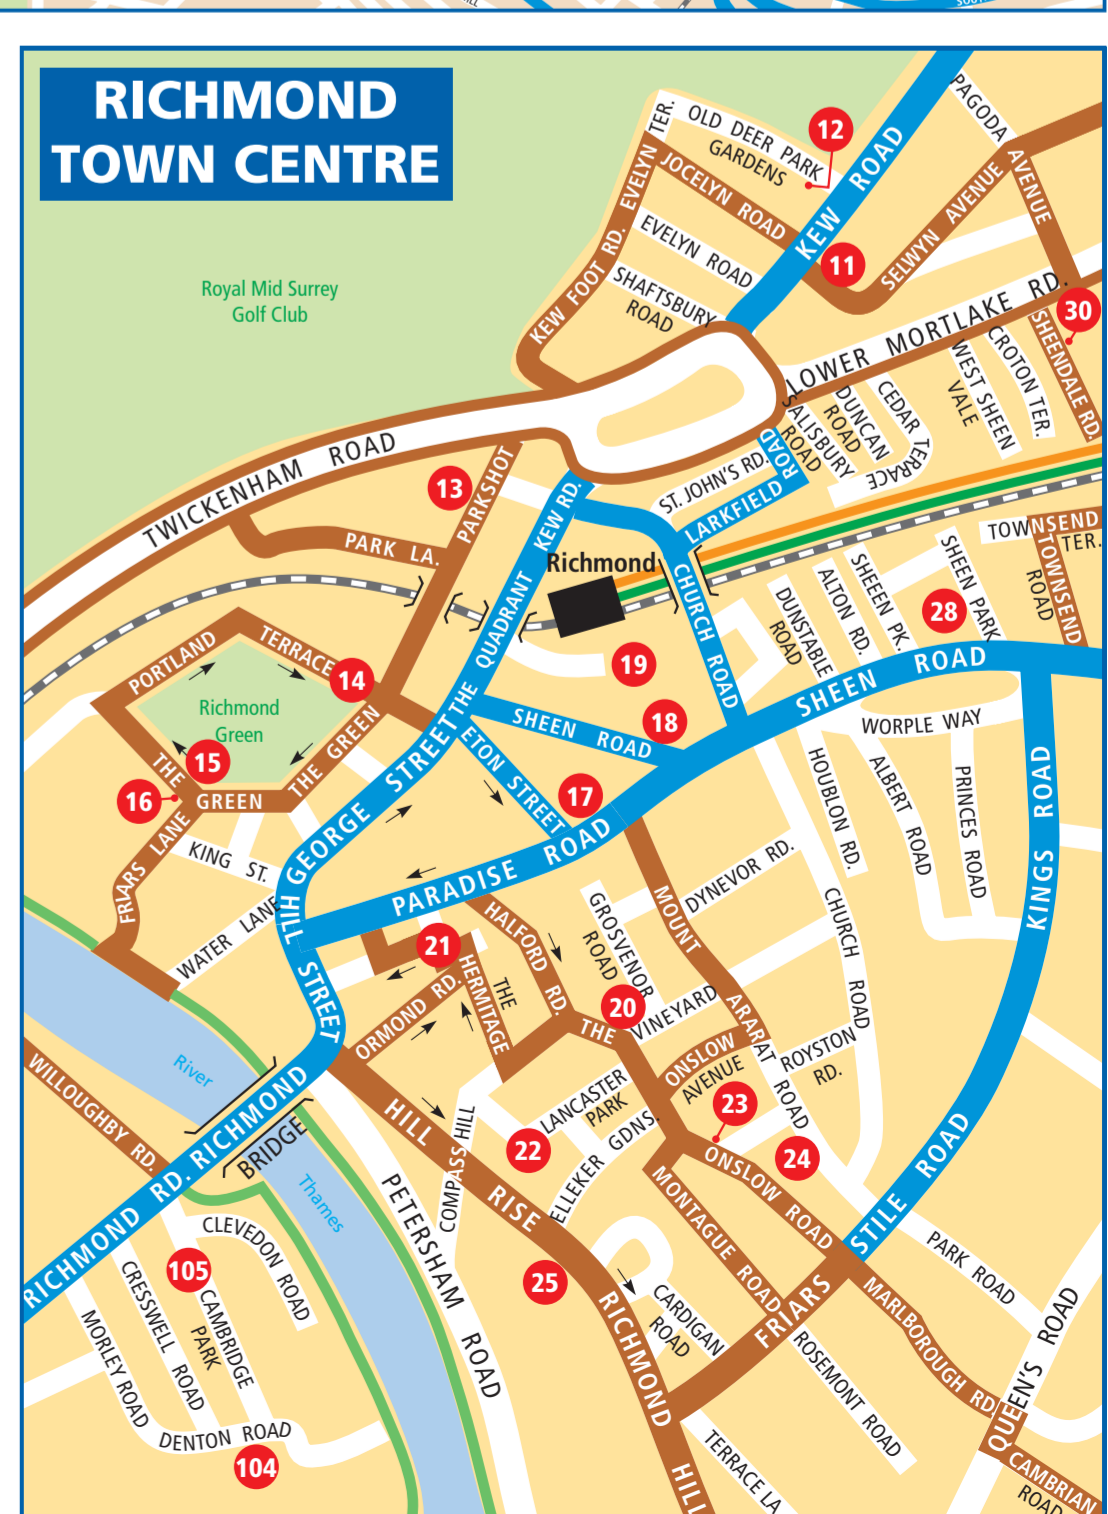 RICHMOND
TOWN CENTRE
Royal Mid Surrey
Golf Club
TER.
OLD DEER PARK
GARDENS
12
KEW ROAD
PAGODA
AVENUE
EVELYN
JOCELYN ROAD
11
SELWYN AVENUE
EVELYN ROAD
KEW FOOT RD.
SHAFTSBURY
ROAD
LOWER MORTLAKE RD.
30
SHEENDALE RD.
CROTON TER.
WEST SHEEN
VALE
CEDAR TERRACE
DUNCAN
ROAD
SALISBURY
ROAD
TWICKENHAM ROAD
13
PARKSHOT
KEW RD.
ST. JOHN'S RD.
LARKFIELD
ROAD
PARK LA.
Richmond
TOWNSEND
TER.
TOWNSEND
ROAD
CHURCH ROAD
SHEEN PARK
28
SHEEN PK.
ALTON RD.
DUNSTABLE
ROAD
THE QUADRANT
PORTLAND
TERRACE
14
19
SHEEN ROAD
Richmond
Green
18
SHEEN ROAD
WORPLE WAY
15
THE
16
GREEN
THE GREEN
ETON STREET
17
HOUBLON RD.
ALBERT ROAD
PRINCES ROAD
KINGS ROAD
GEORGE STREET
FRIARS LANE
KING ST.
WATER LANE
HILL STREET
PARADISE ROAD
MOUNT
ARARAT
ROAD
DYNEVOR RD.
CHURCH ROAD
HALFORD RD.
GROSVENOR
ROAD
21
THE
HERMITAGE
ORMOND RD.
20
THE
VINEYARD
ONSLOW
AVENUE
ROYSTON
RD.
River
WILLOUGHBY RD.
RICHMOND
BRIDGE
RICHMOND RD.
HILL RISE
COMPASS HILL
LANCASTER
PARK
22
ELLEKER GDNS.
23
24
ONSLOW ROAD
MONTAGUE ROAD
STILE ROAD
FRIARS
Thames
PETERSHAM ROAD
CLEVEDON ROAD
105
CAMBRIDGE
PARK
CRESSWELL ROAD
MORLEY ROAD
DENTON ROAD
104
25
RICHMOND
HILL
CARDIGAN
ROAD
ROSEMONT ROAD
MARLBOROUGH RD.
PARK ROAD
QUEEN'S ROAD
CAMBRIAN
ROAD
TERRACE LA